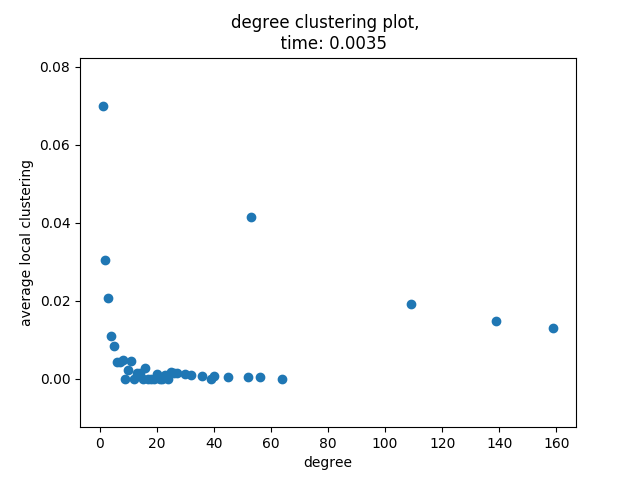 degree clustering plot,
time: 0.0035
0.08
0.06
0.04
0.02
0.00
average local clustering
0 20 40 60 80 100 120 140 160
degree